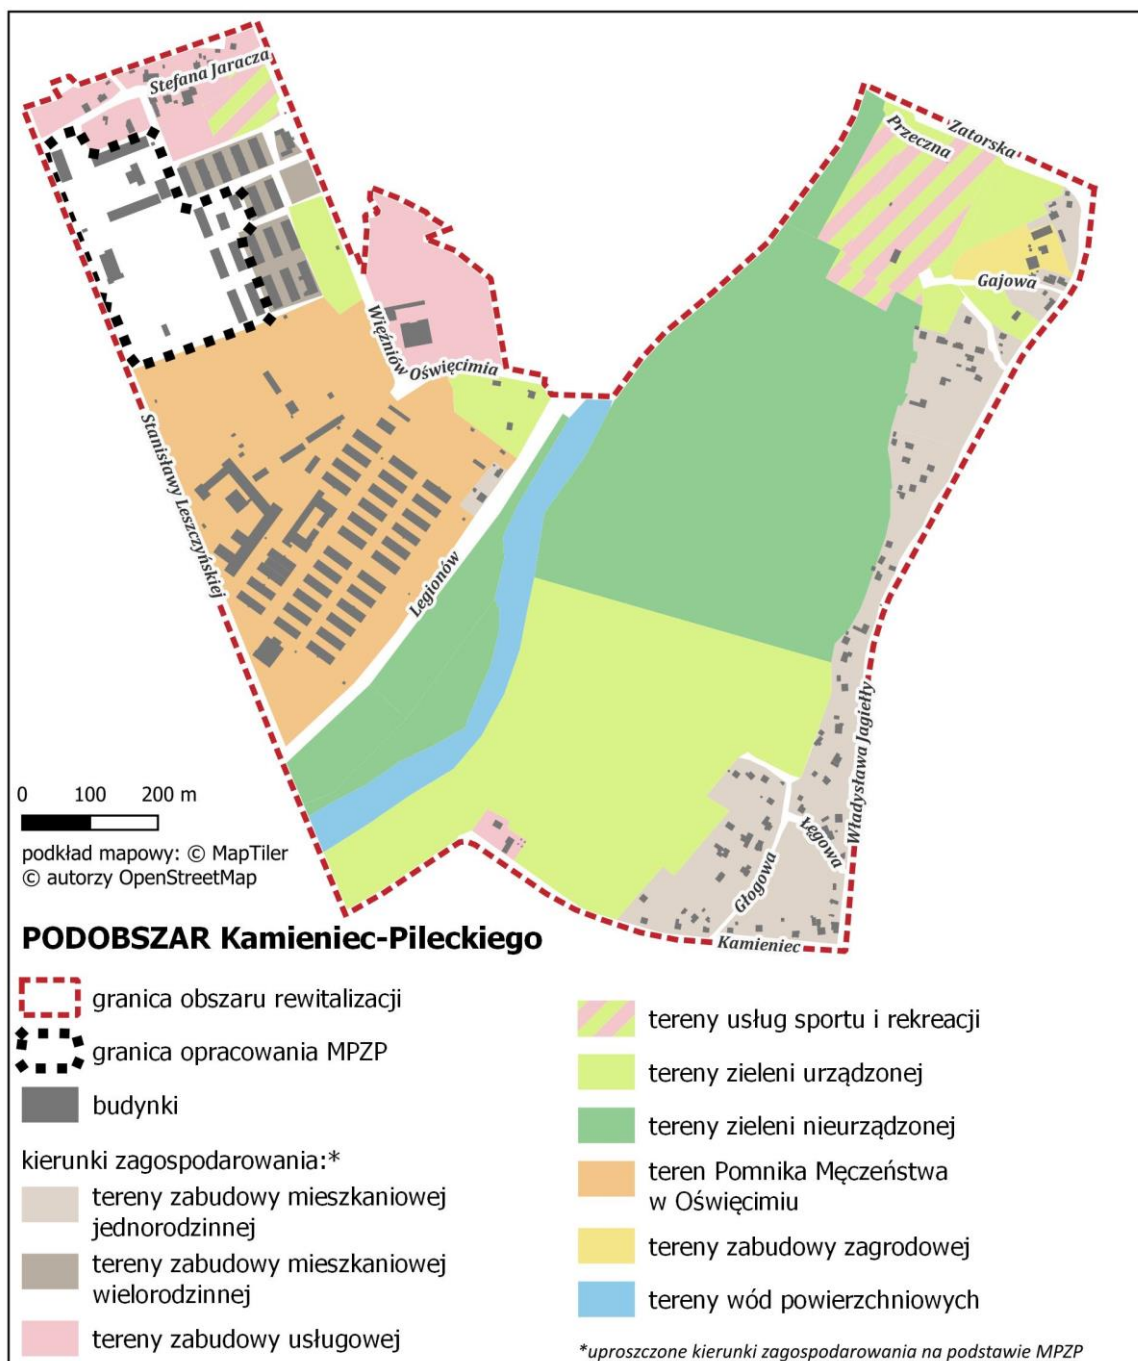 Stefana Jaracza
Przeczna
Zatorska
Gajowa
Więźniów
Oświęcimia
Stanisławy Leszczyńskiej
Legionów
Władysława Jagiełły
Łęgowa
Głogowa
Kamieniec
0 100 200 m
podkład mapowy: © MapTiler
© autorzy OpenStreetMap
PODOBSZAR Kamieniec-Pileckiego
granica obszaru rewitalizacji
granica opracowania MPZP
budynki
kierunki zagospodarowania:*
tereny zabudowy mieszkaniowej
jednorodzinnej
tereny zabudowy mieszkaniowej
wielorodzinnej
tereny zabudowy usługowej
tereny usług sportu i rekreacji
tereny zieleni urządzonej
tereny zieleni nieurządzonej
teren Pomnika Męczeństwa
w Oświęcimiu
tereny zabudowy zagrodowej
tereny wód powierzchniowych
*uproszczone kierunki zagospodarowania na podstawie MPZP